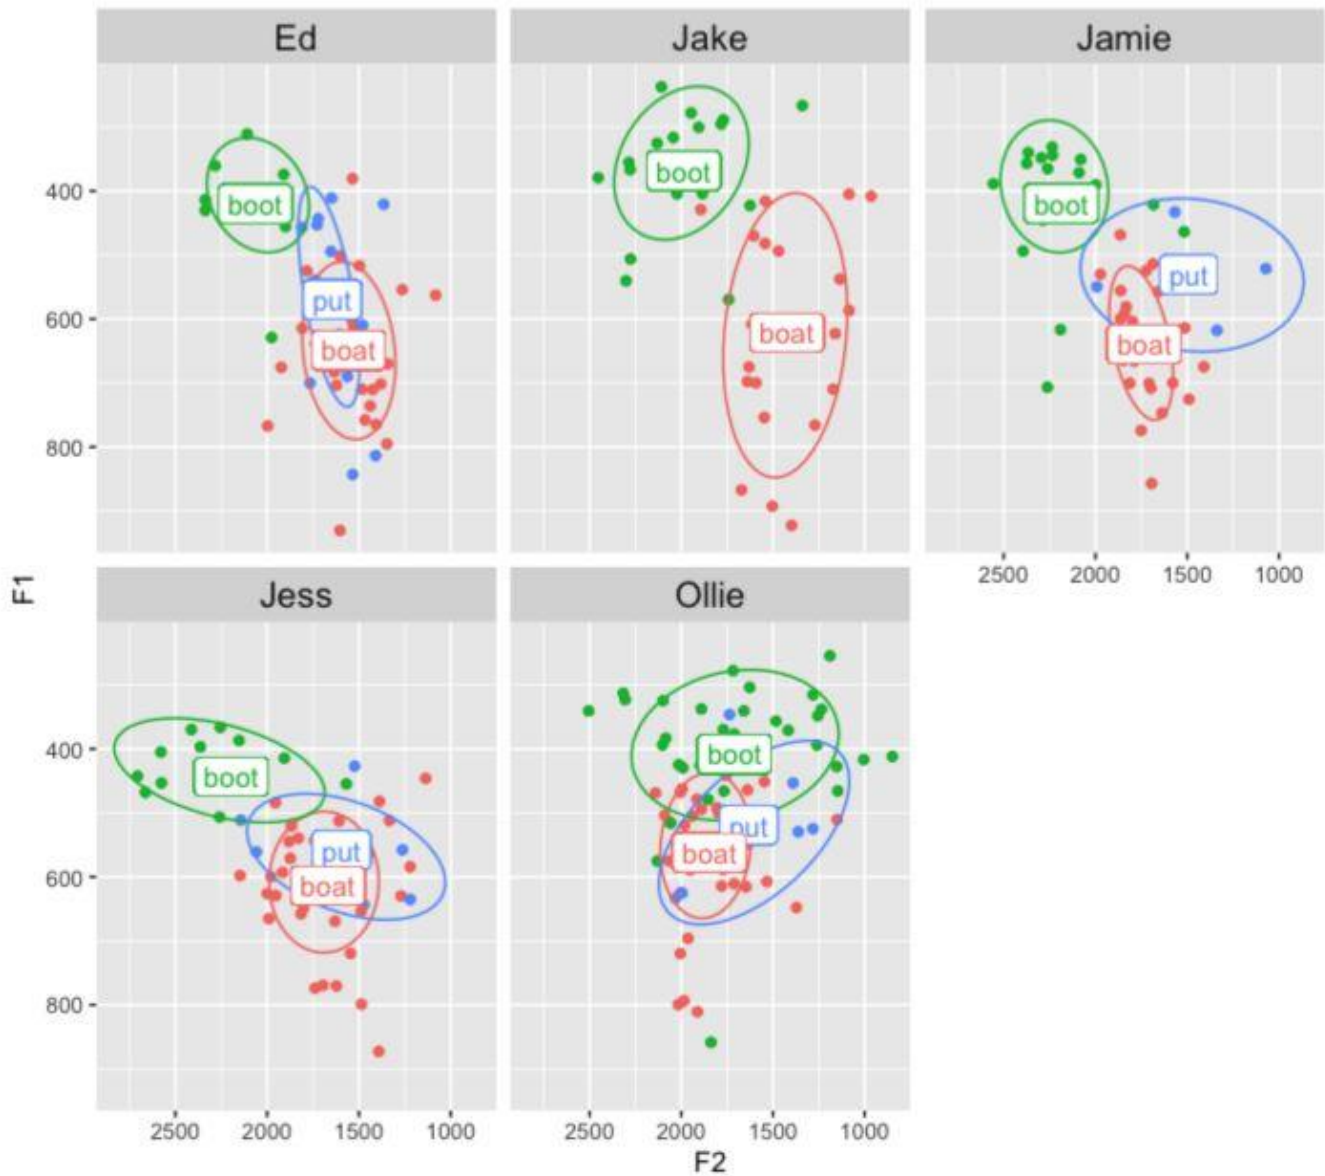 Ed Jake Jamie
boot boot boot
put put
boat boat boat
400
600
800
2500 2000 1500 1000
F1
Jess Ollie
boot boot
put put
boat boat
400
600
800
2500 2000 1500 1000 2500 2000 1500 1000
F2